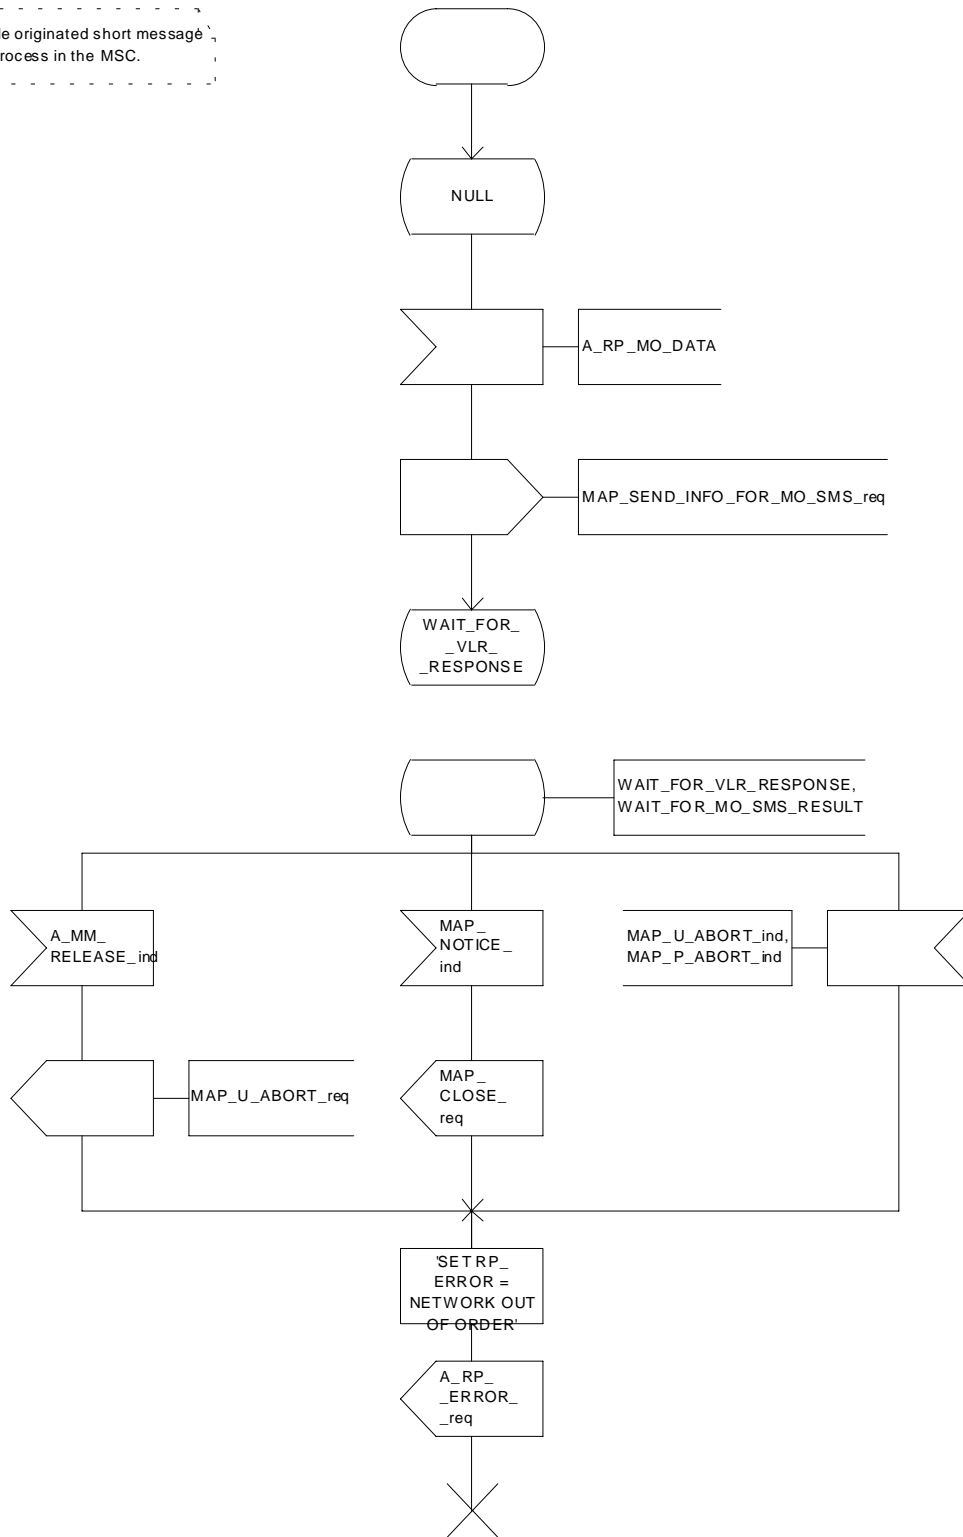 le originated short message
rocess in the MSC.
NULL
A_RP_MO_DATA
MAP_SEND_INFO_FOR_MO_SMS_req
WAIT_FOR_
_VLR_
_RESPONSE
WAIT_FOR_VLR_RESPONSE,
WAIT_FOR_MO_SMS_RESULT
A_MM_
RELEASE_ind
MAP_
NOTICE_
ind
MAP_U_ABORT_ind,
MAP_P_ABORT_ind
MAP_U_ABORT_req
MAP_
CLOSE_
req
'SET RP_
ERROR =
NETWORK OUT
OF ORDER'
A_RP_
_ERROR_
_req